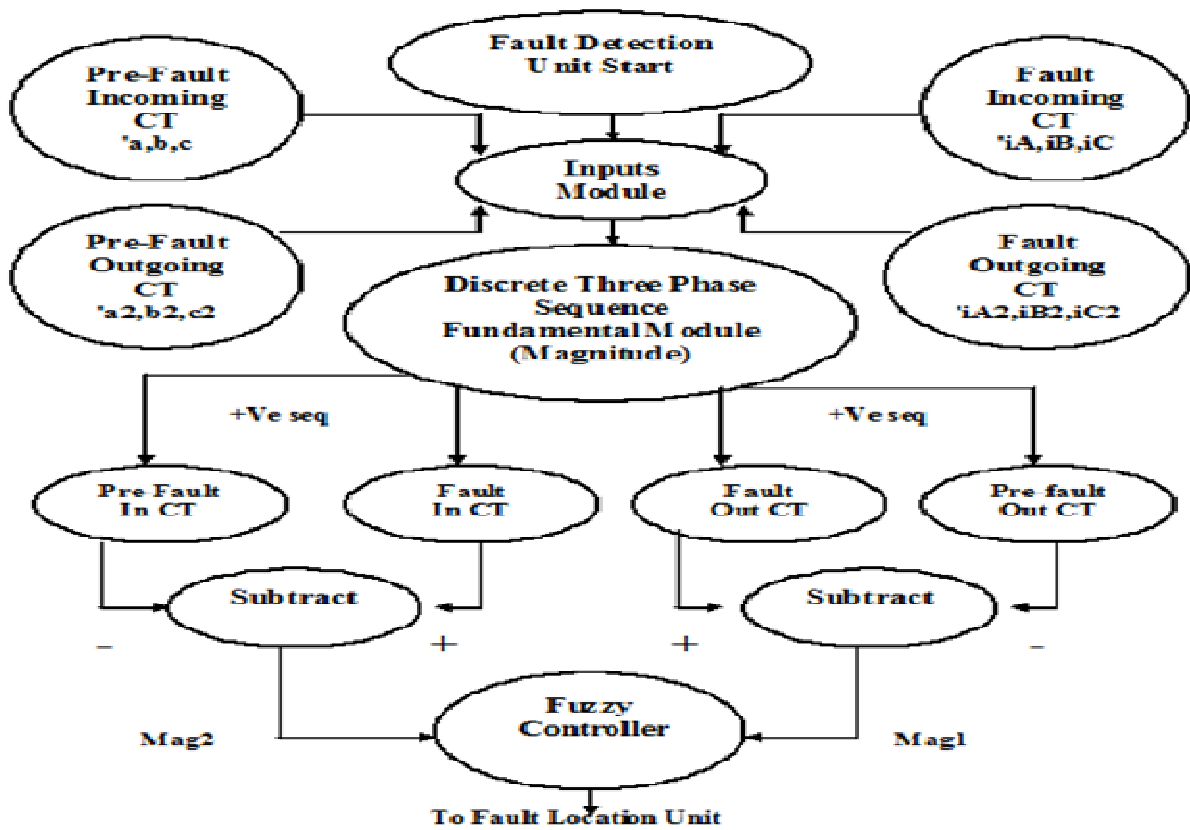 Fault Detection
Unit Start
Pre-Fault
Incoming
CT
'a,b,c
Fault
Incoming
CT
'iA,iB,iC
Inputs
Module
Pre-Fault
Outgoing
CT
'a2,b2,c2
Fault
Outgoing
CT
'iA2,iB2,iC2
Discrete Three Phase
Sequence
Fundamental Module
(Magnitude)
+Ve seq
+Ve seq
Pre-Fault
In CT
Fault
In CT
Fault
Out CT
Pre-fault
Out CT
Subtract
Subtract
- + + -
Fuzzy
Controller
Mag2
Mag1
To Fault Location Unit